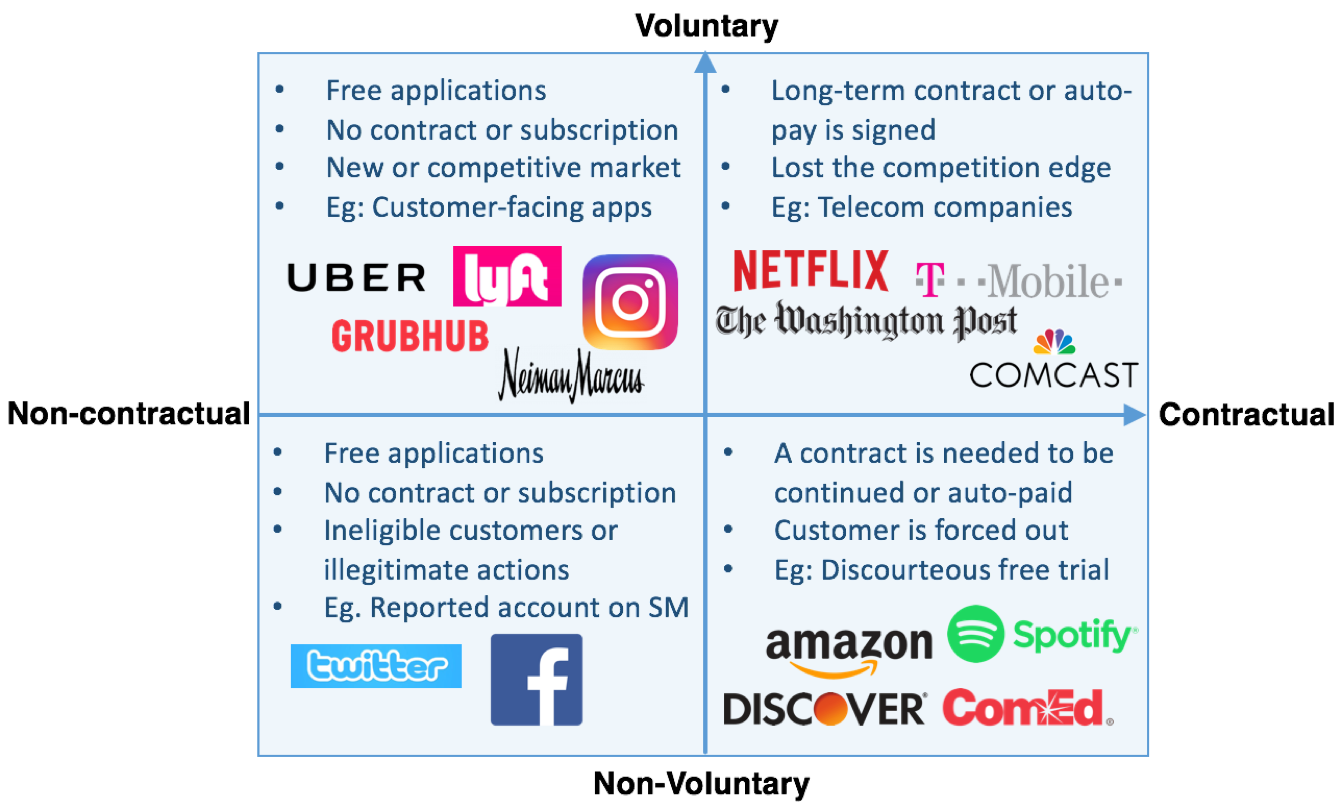 Voluntary
• Free applications
• No contract or subscription
• New or competitive market
• Eg: Customer-facing apps
UBER
lyft
GRUBHUB
Neiman Marcus
• Long-term contract or auto-
pay is signed
• Lost the competition edge
• Eg: Telecom companies
NETFLIX
T··Mobile·
The Washington Post
COMCAST
Non-contractual
Contractual
• Free applications
• No contract or subscription
• Ineligible customers or
illegitimate actions
• Eg. Reported account on SM
twitter
f
• A contract is needed to be
continued or auto-paid
• Customer is forced out
• Eg: Discourteous free trial
amazon
Spotify®
DISCOVER®
ComEd®
Non-Voluntary